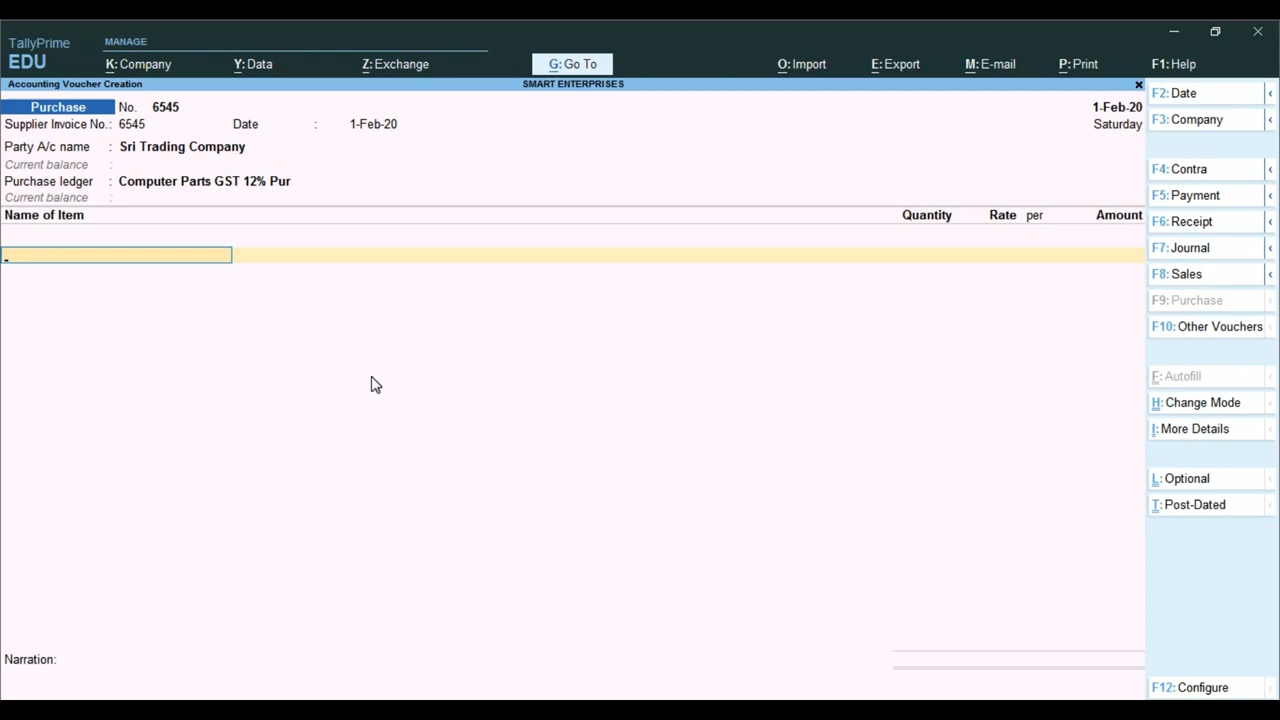 TallyPrime
EDU
MANAGE
K: Company
Y: Data
Z: Exchange
G: Go To
O: Import
E: Export
M: E-mail
P: Print
F1: Help
Accounting Voucher Creation
SMART ENTERPRISES
Purchase No. 6545
1-Feb-20
Supplier Invoice No.: 6545 Date : 1-Feb-20
Saturday
Party A/c name : Sri Trading Company
Current balance :
Purchase ledger : Computer Parts GST 12% Pur
Current balance :
Name of Item Quantity Rate per Amount
Narration:
F2: Date
F3: Company
F4: Contra
F5: Payment
F6: Receipt
F7: Journal
F8: Sales
F9: Purchase
F10: Other Vouchers
F: Autofill
H: Change Mode
I: More Details
L: Optional
T: Post-Dated
F12: Configure